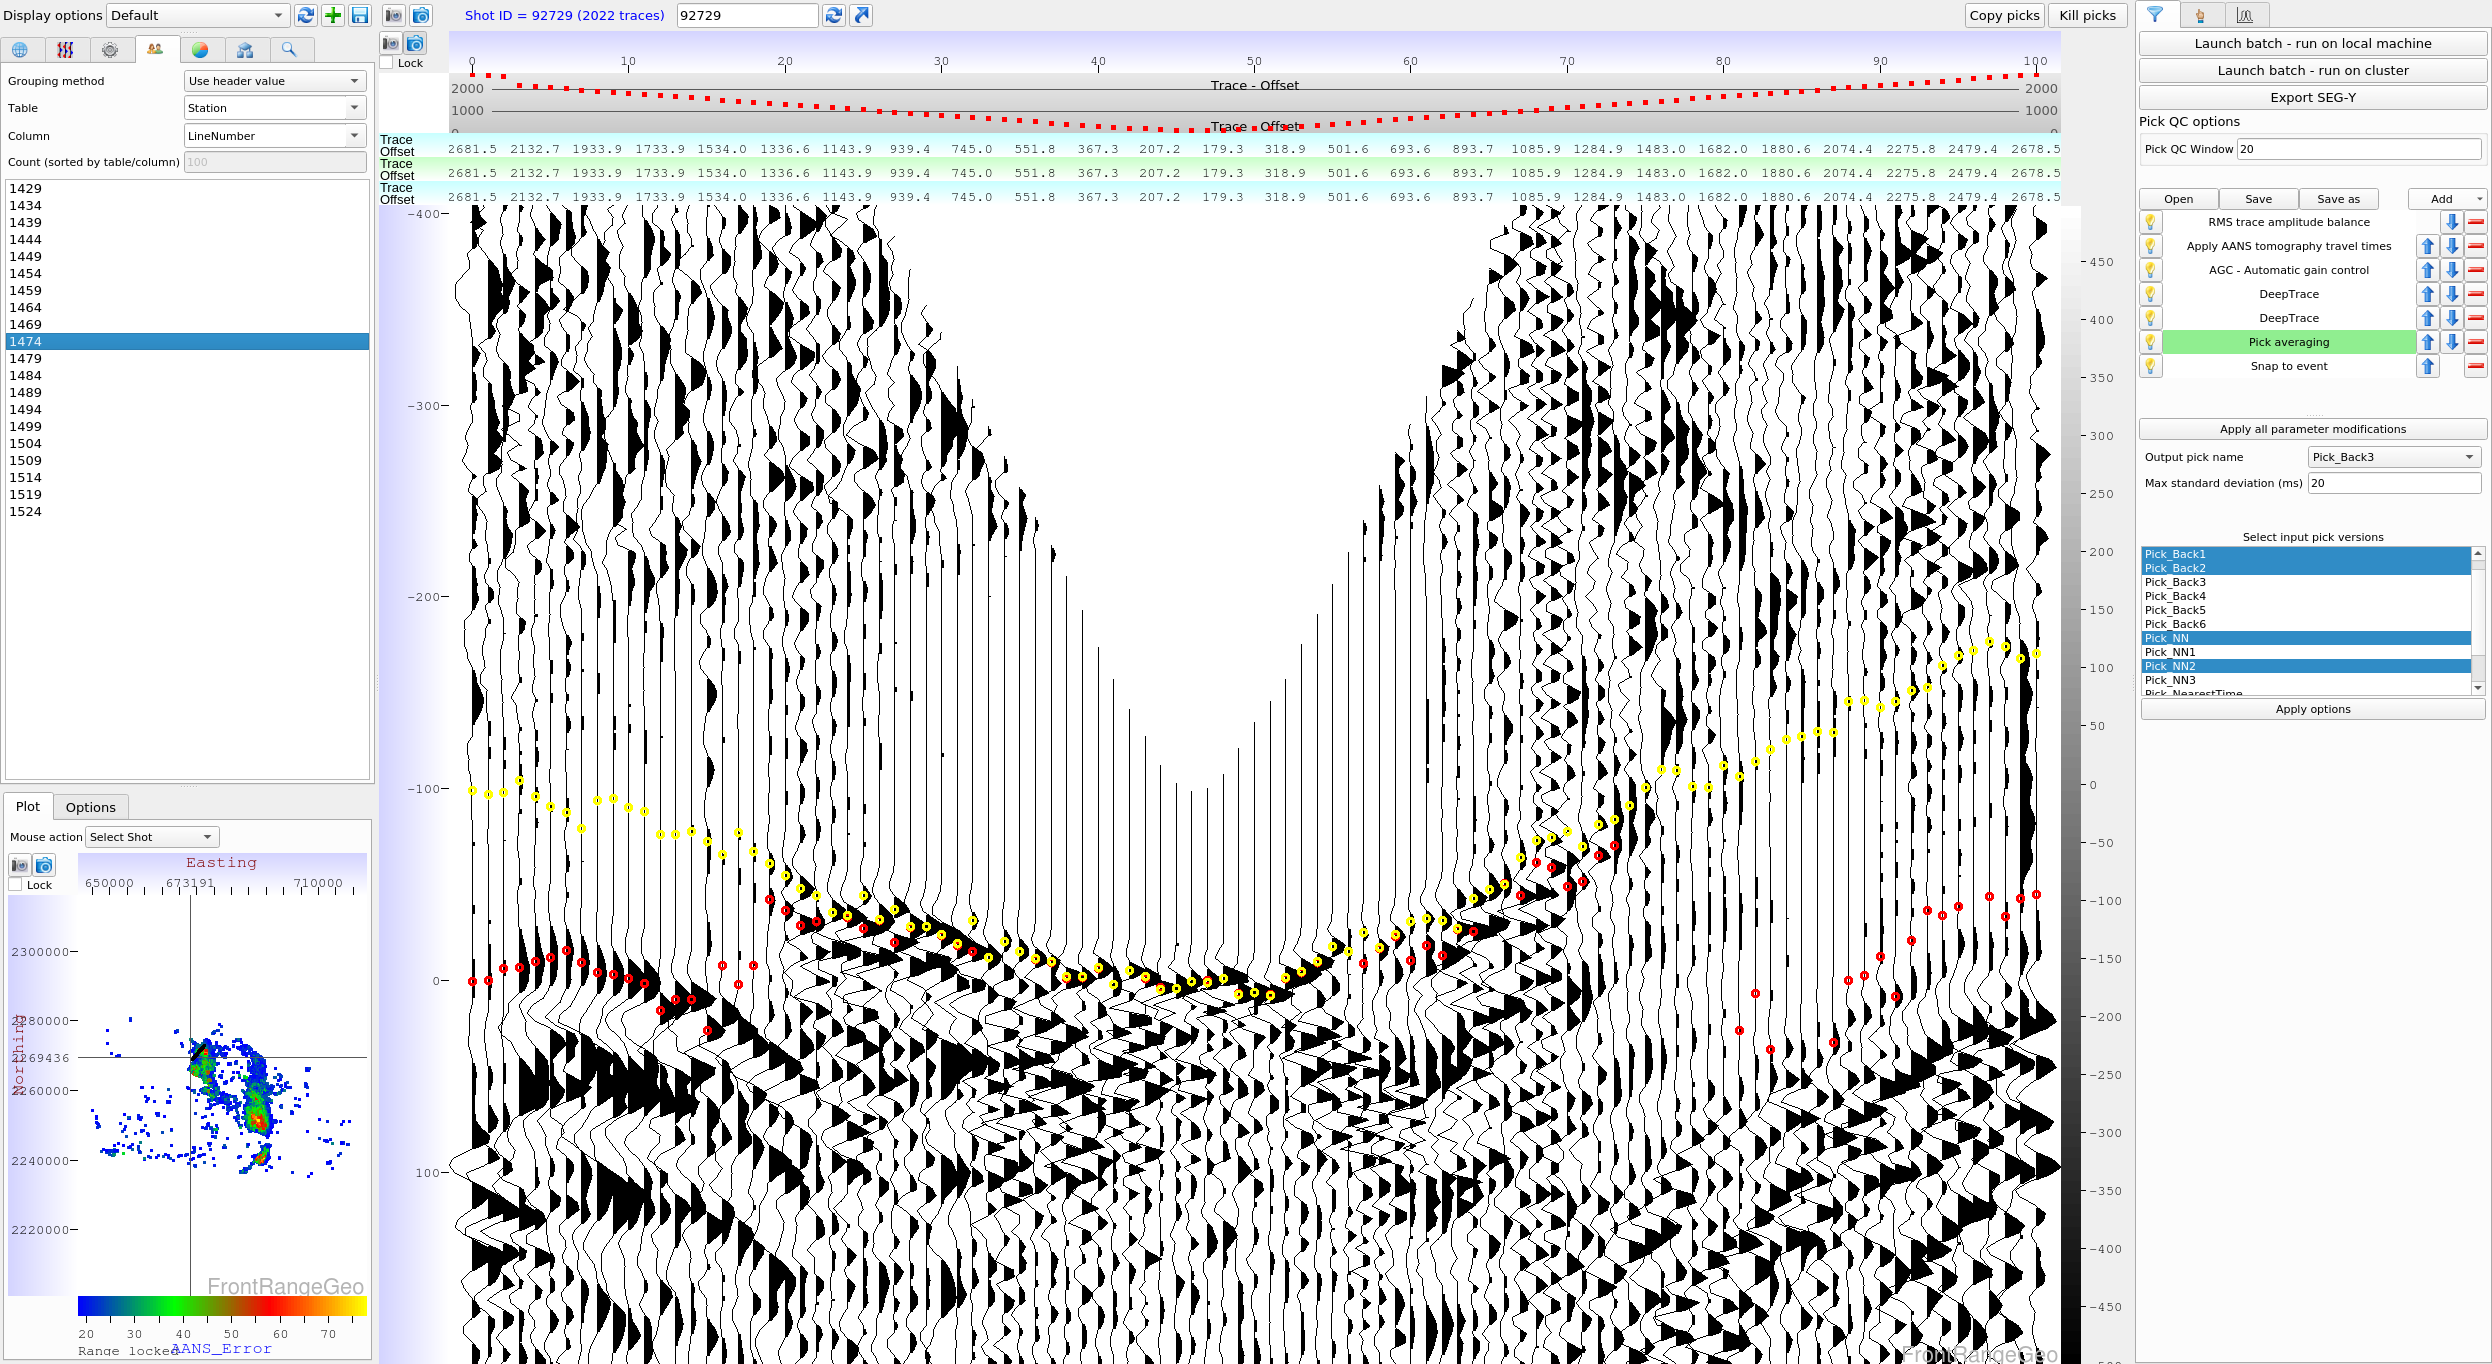 Display options Default
Shot ID = 92729 (2022 traces) 92729
Copy picks Kill picks
Lock
Grouping method Use header value
Table Station
Column LineNumber
Count (sorted by table/column) 100
1429
1434
1439
1444
1449
1454
1459
1464
1469
1474
1479
1484
1489
1494
1499
1504
1509
1514
1519
1524
Plot Options
Mouse action Select Shot
Lock
Easting
650000 673191 710000
Northing
2300000
2280000
2269436
2260000
2240000
2220000
FrontRangeGeo
20 30 40 50 60 70
Range locked AANS_Error
0 10 20 30 40 50 60 70 80 90 100
Trace - Offset
2000 2000
1000 1000
0 Trace - Offset 0
Trace
Offset 2681.5 2132.7 1933.9 1733.9 1534.0 1336.6 1143.9 939.4 745.0 551.8 367.3 207.2 179.3 318.9 501.6 693.6 893.7 1085.9 1284.9 1483.0 1682.0 1880.6 2074.4 2275.8 2479.4 2678.5
Trace
Offset 2681.5 2132.7 1933.9 1733.9 1534.0 1336.6 1143.9 939.4 745.0 551.8 367.3 207.2 179.3 318.9 501.6 693.6 893.7 1085.9 1284.9 1483.0 1682.0 1880.6 2074.4 2275.8 2479.4 2678.5
Trace
Offset 2681.5 2132.7 1933.9 1733.9 1534.0 1336.6 1143.9 939.4 745.0 551.8 367.3 207.2 179.3 318.9 501.6 693.6 893.7 1085.9 1284.9 1483.0 1682.0 1880.6 2074.4 2275.8 2479.4 2678.5
-400
-300
-200
-100
0
100
FrontRangeGeo
450
400
350
300
250
200
150
100
50
0
-50
-100
-150
-200
-250
-300
-350
-400
-450
Launch batch - run on local machine
Launch batch - run on cluster
Export SEG-Y
Pick QC options
Pick QC Window 20
Open Save Save as Add
RMS trace amplitude balance
Apply AANS tomography travel times
AGC - Automatic gain control
DeepTrace
DeepTrace
Pick averaging
Snap to event
Apply all parameter modifications
Output pick name Pick_Back3
Max standard deviation (ms) 20
Select input pick versions
Pick_Back1
Pick_Back2
Pick_Back3
Pick_Back4
Pick_Back5
Pick_Back6
Pick_NN
Pick_NN1
Pick_NN2
Pick_NN3
Pick_NearestTime
Apply options